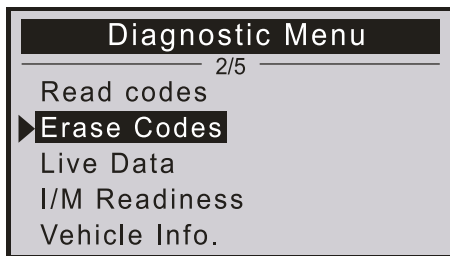 Diagnostic Menu
2/5
Read codes
Erase Codes
Live Data
I/M Readiness
Vehicle Info.